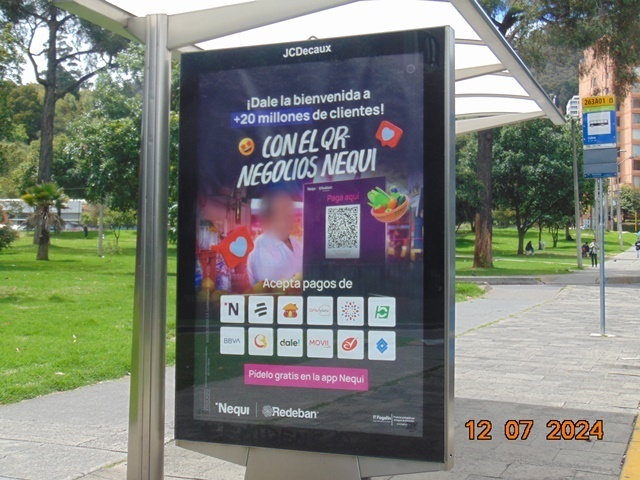 JCDecaux
¡Dale la bienvenida a
+20 millones de clientes!
CON EL QR
NEGOCIOS NEQUI
Nequi
Paga aquí
Acepta pagos de
N
BBVA
dale!
MOVII
Pídelo gratis en la app Nequi
Nequi
Redeban
263A01
12 07 2024